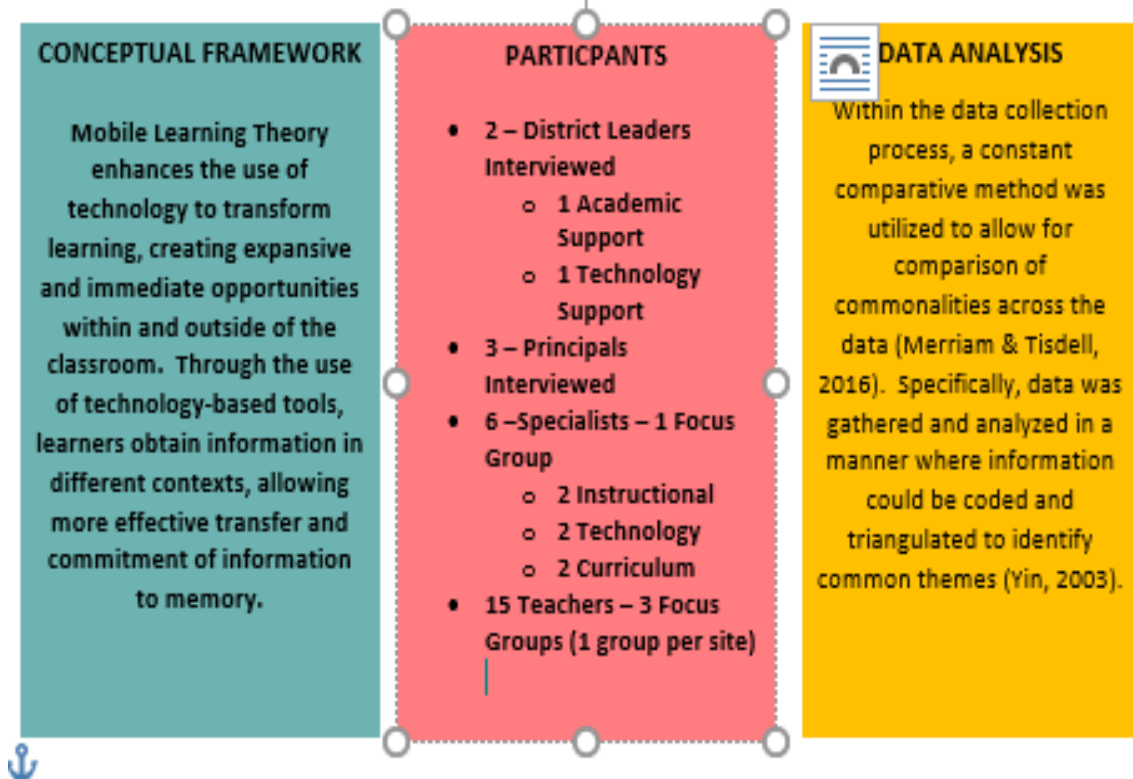 CONCEPTUAL FRAMEWORK
Mobile Learning Theory
enhances the use of
technology to transform
learning, creating expansive
and immediate opportunities
within and outside of the
classroom.  Through the use
of technology-based tools,
learners obtain information in
different contexts, allowing
more effective transfer and
commitment of information
to memory.
PARTICPANTS
• 2 – District Leaders
Interviewed
o 1 Academic
Support
o 1 Technology
Support
• 3 – Principals
Interviewed
• 6 –Specialists – 1 Focus
Group
o 2 Instructional
o 2 Technology
o 2 Curriculum
• 15 Teachers – 3 Focus
Groups (1 group per site)
DATA ANALYSIS
Within the data collection
process, a constant
comparative method was
utilized to allow for
comparison of
commonalities across the
data (Merriam & Tisdell,
2016).  Specifically, data was
gathered and analyzed in a
manner where information
could be coded and
triangulated to identify
common themes (Yin, 2003).